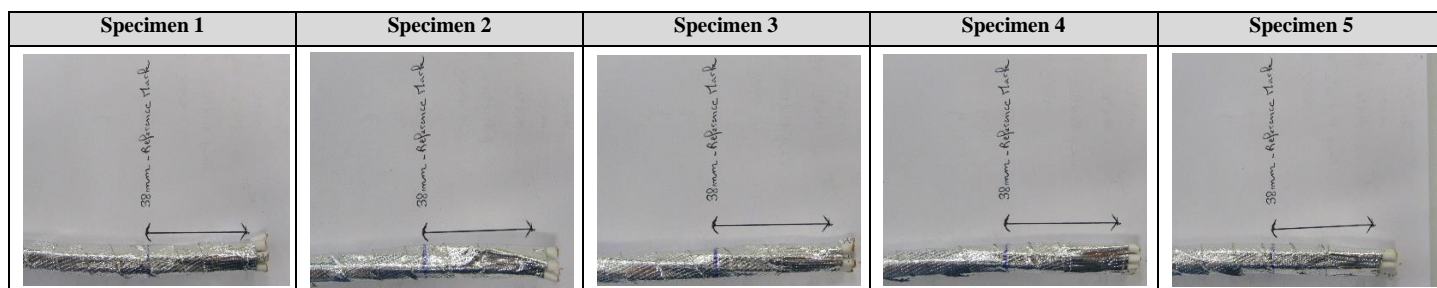 Specimen 1
Specimen 2
Specimen 3
Specimen 4
Specimen 5
38mm - Reference Mark
38mm - Reference Mark
38mm - Reference Mark
38mm - Reference Mark
38mm - Reference Mark